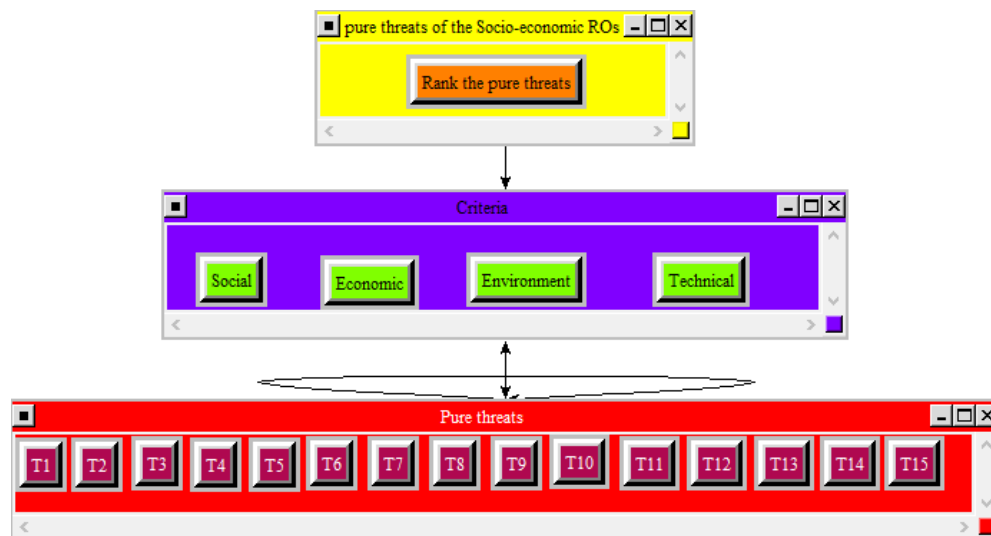 pure threats of the Socio-economic ROs
Rank the pure threats
Criteria
Social
Economic
Environment
Technical
Pure threats
T1
T2
T3
T4
T5
T6
T7
T8
T9
T10
T11
T12
T13
T14
T15